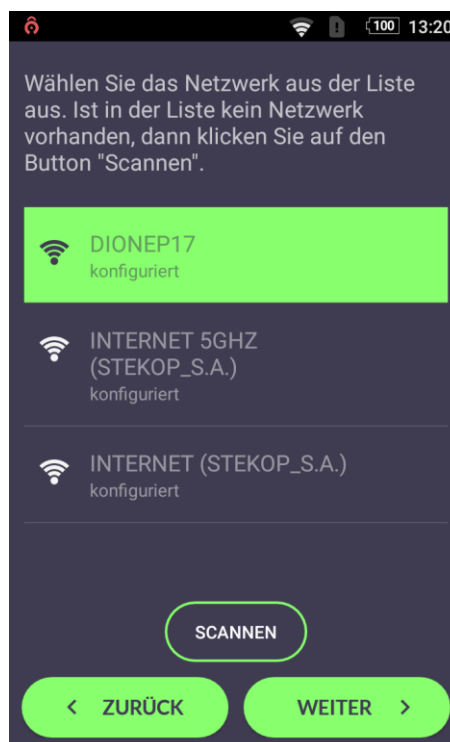 100 13:20
Wählen Sie das Netzwerk aus der Liste
aus. Ist in der Liste kein Netzwerk
vorhanden, dann klicken Sie auf den
Button "Scannen".
DIONEP17
konfiguriert
INTERNET 5GHZ
(STEKOP_S.A.)
konfiguriert
INTERNET (STEKOP_S.A.)
konfiguriert
SCANNEN
< ZURÜCK WEITER >